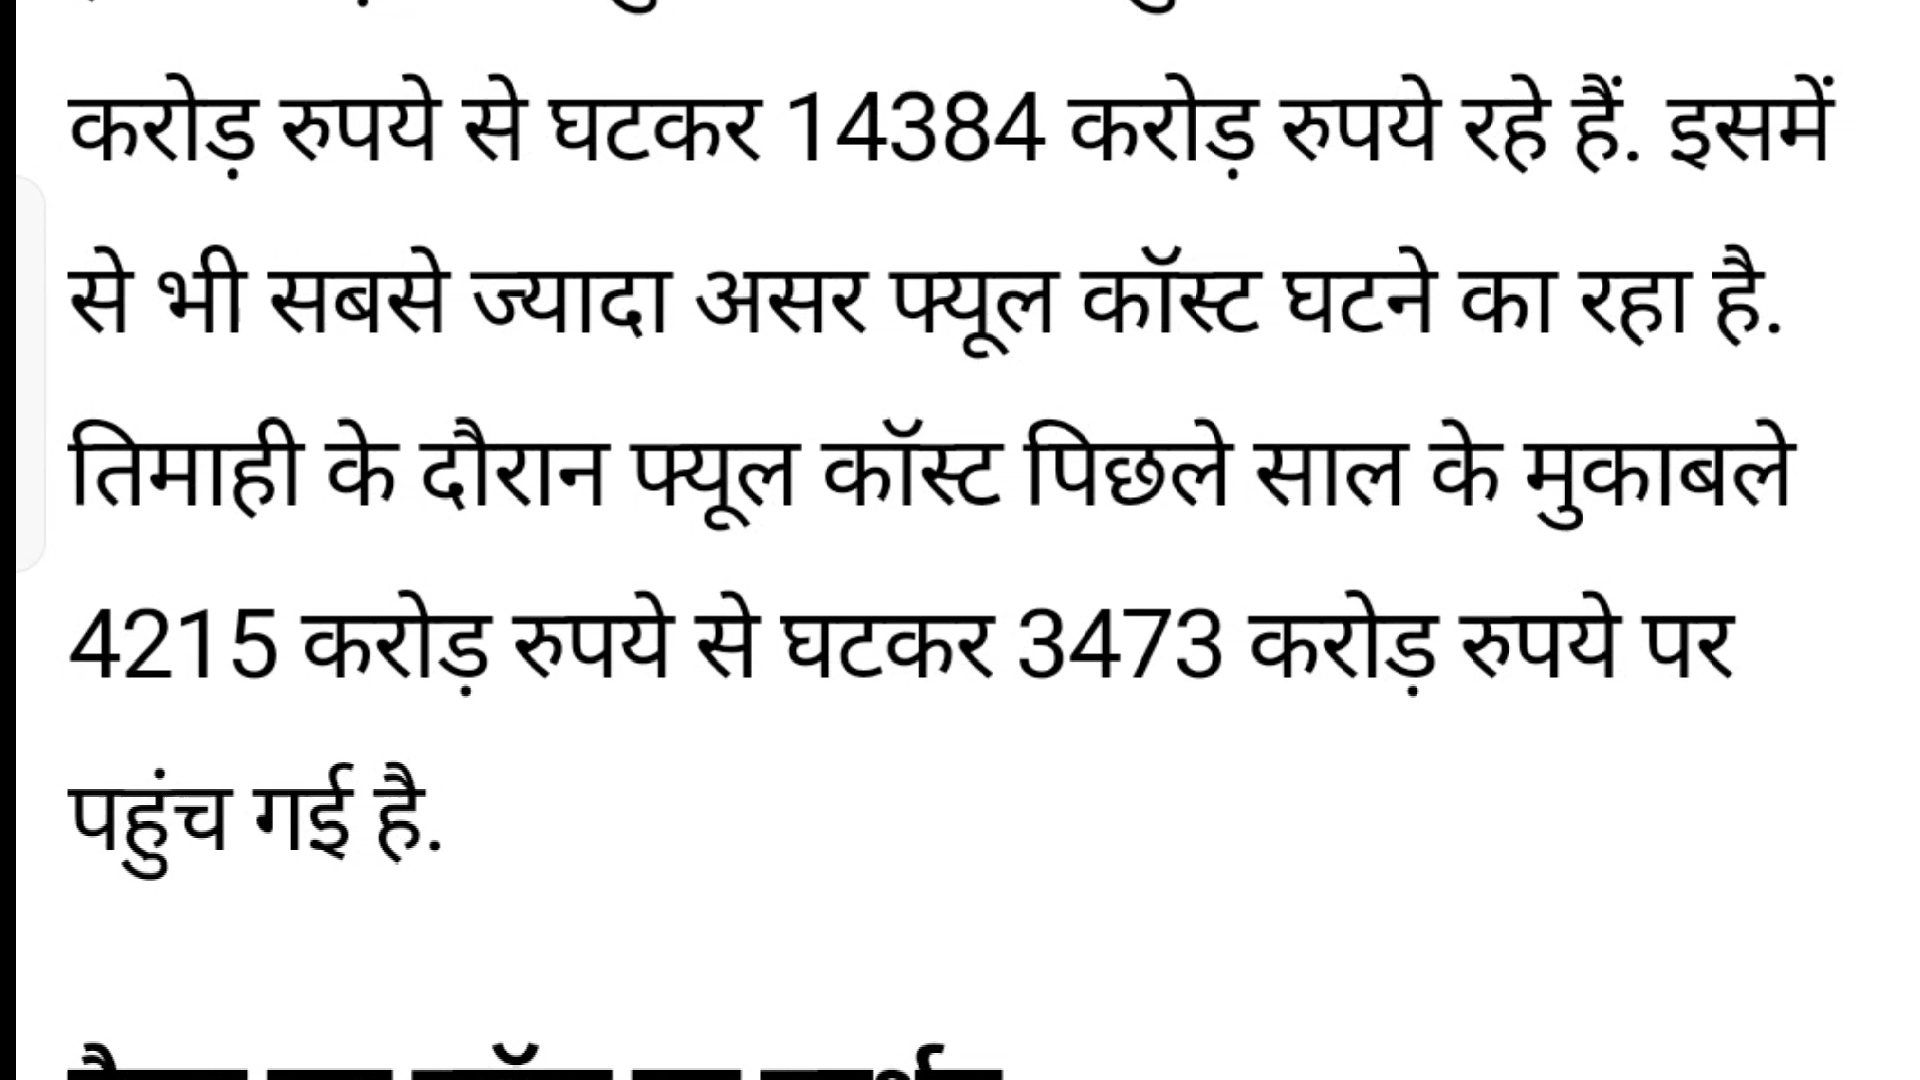 करोड़ रुपये से घटकर 14384 करोड़ रुपये रहे हैं. इसमें
से भी सबसे ज्यादा असर फ्यूल कॉस्ट घटने का रहा है.
तिमाही के दौरान फ्यूल कॉस्ट पिछले साल के मुकाबले
4215 करोड़ रुपये से घटकर 3473 करोड़ रुपये पर
पहुंच गई है.